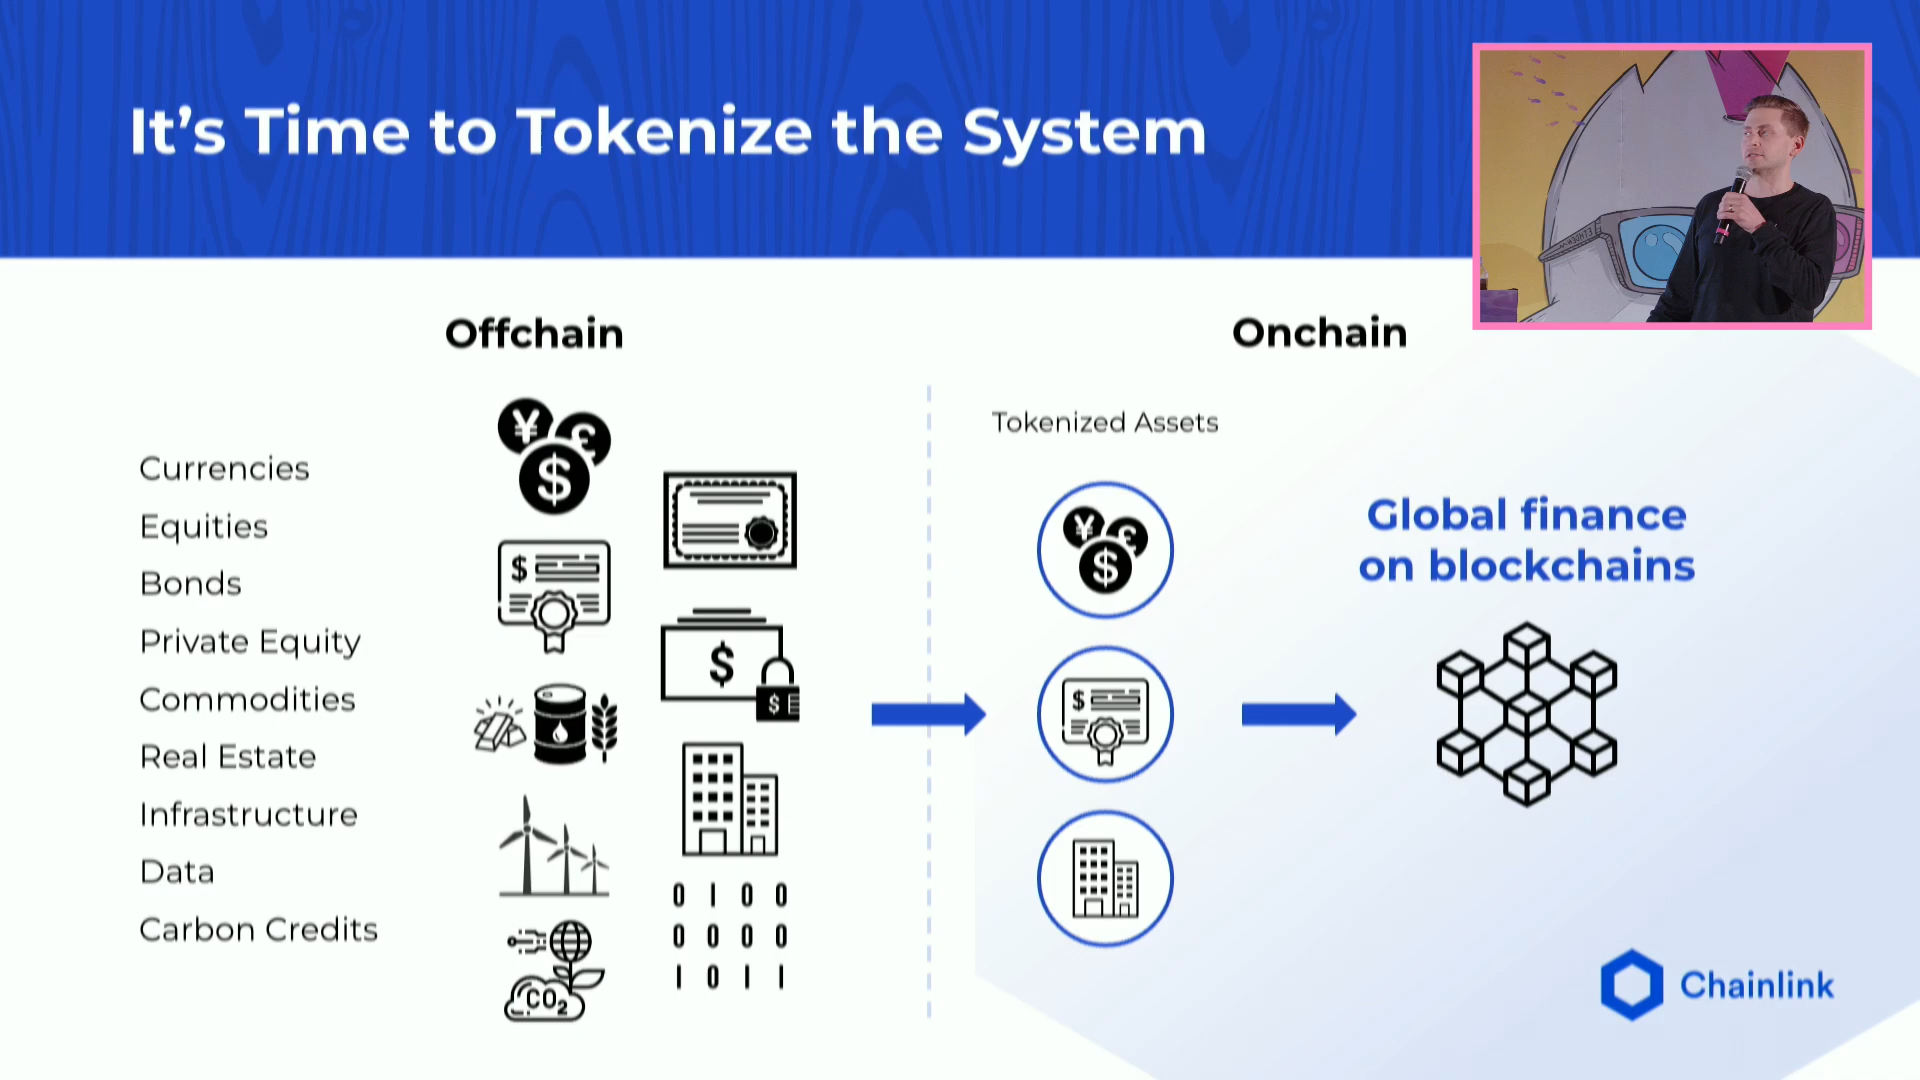 It's Time to Tokenize the System
Offchain
Currencies
Equities
Bonds
Private Equity
Commodities
Real Estate
Infrastructure
Data
Carbon Credits
¥ £
$
$
$
$
CO₂
0 1 0 0
0 0 0 0
1 0 1 1
Onchain
Tokenized Assets
¥ £
$
$
Global finance
on blockchains
Chainlink